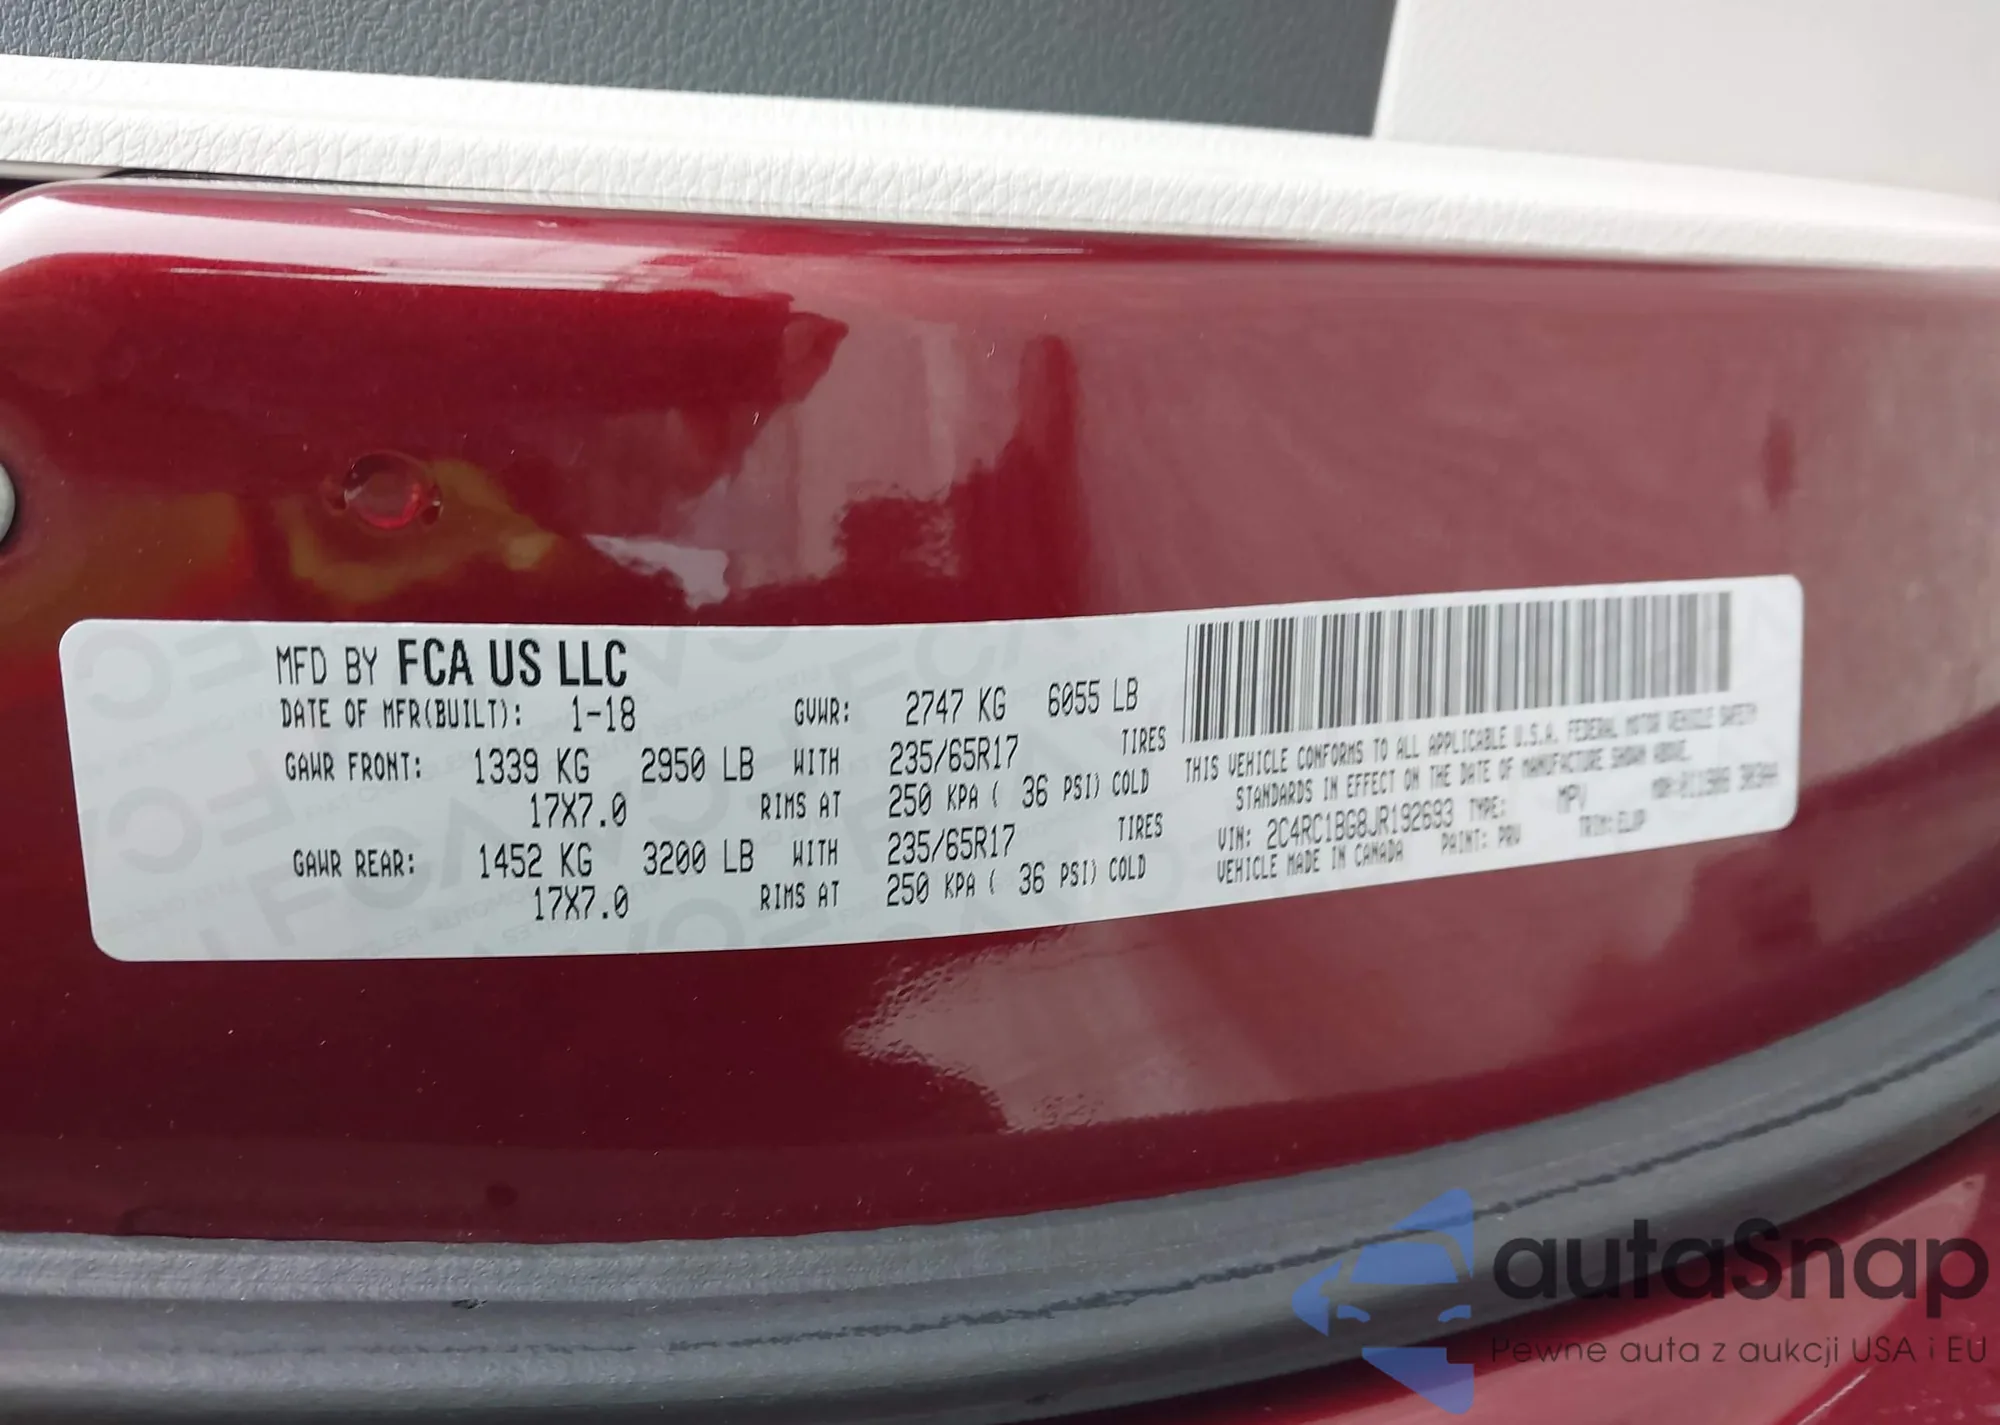 MFD BY FCA US LLC
DATE OF MFR(BUILT): 1-18 GVWR: 2747 KG 6055 LB
GAWR FRONT: 1339 KG 2950 LB WITH 235/65R17 TIRES
17X7.0 RIMS AT 250 KPA ( 36 PSI) COLD
GAWR REAR: 1452 KG 3200 LB WITH 235/65R17 TIRES
17X7.0 RIMS AT 250 KPA ( 36 PSI) COLD
THIS VEHICLE CONFORMS TO ALL APPLICABLE U.S.A. FEDERAL MOTOR VEHICLE SAFETY
STANDARDS IN EFFECT ON THE DATE OF MANUFACTURE SHOWN ABOVE.
VIN: 2C4RC1BG8JR192693 TYPE: MPV
VEHICLE MADE IN CANADA PAINT: PRV TRIM:
autaSnap
Pewne auta z aukcji USA i EU